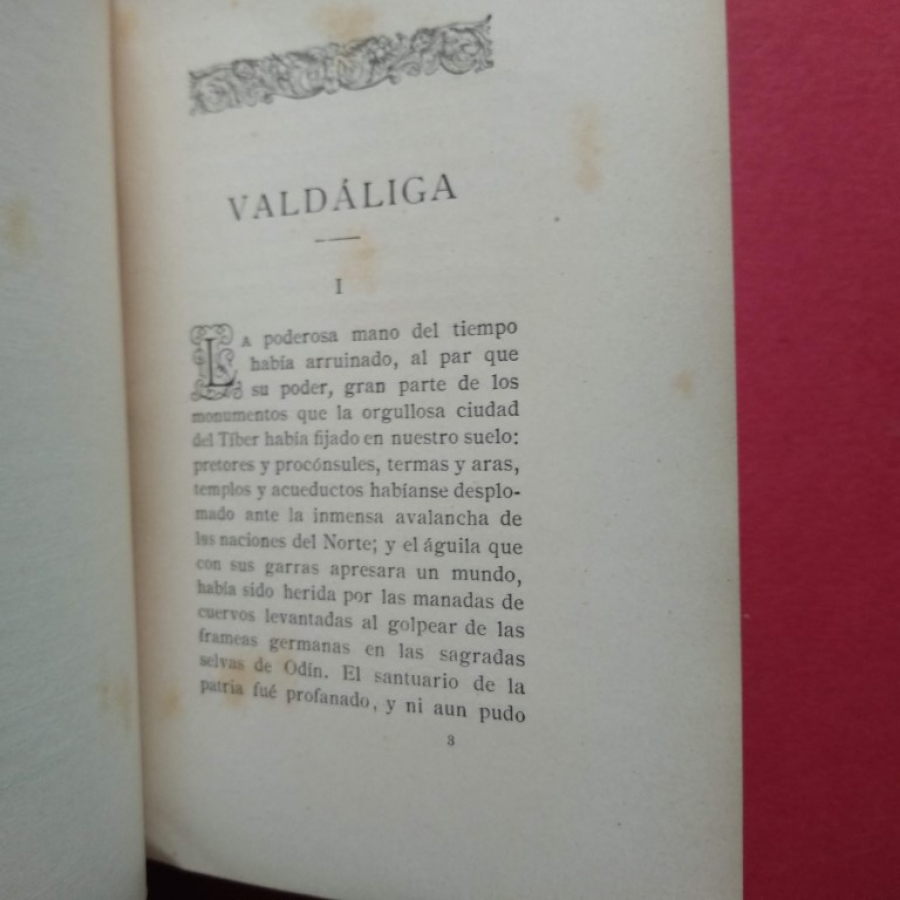 VALDÁLIGA
I
LA poderosa mano del tiempo
había arruinado, al par que
su poder, gran parte de los
monumentos que la orgullosa ciudad
del Tíber había fijado en nuestro suelo:
pretores y procónsules, termas y aras,
templos y acueductos habíanse desplo-
mado ante la inmensa avalancha de
las naciones del Norte; y el águila que
con sus garras apresara un mundo,
había sido herida por las manadas de
cuervos levantadas al golpear de las
frameas germanas en las sagradas
selvas de Odín. El santuario de la
patria fué profanado, y ni aun pudo
3